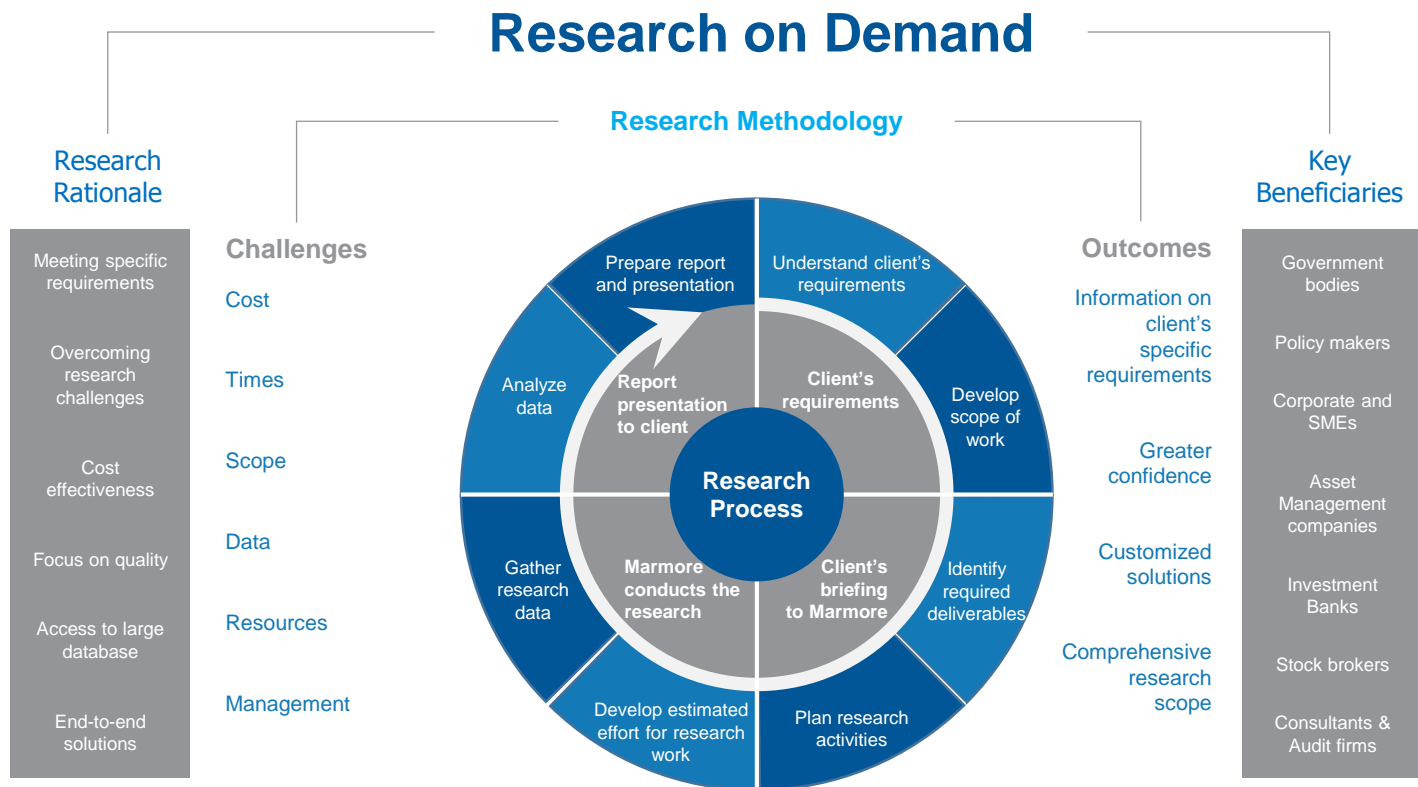 Research on Demand
Research Methodology
Research
Rationale
Meeting specific
requirements
Overcoming
research
challenges
Cost
effectiveness
Focus on quality
Access to large
database
End-to-end
solutions
Challenges
Cost
Times
Scope
Data
Resources
Management
Prepare report
and presentation
Understand client's
requirements
Develop
scope of
work
Identify
required
deliverables
Plan research
activities
Develop estimated
effort for research
work
Gather
research
data
Analyze
data
Report
presentation
to client
Client's
requirements
Research
Process
Marmore
conducts the
research
Client's
briefing
to Marmore
Outcomes
Information on
client's
specific
requirements
Greater
confidence
Customized
solutions
Comprehensive
research
scope
Key
Beneficiaries
Government
bodies
Policy makers
Corporate and
SMEs
Asset
Management
companies
Investment
Banks
Stock brokers
Consultants &
Audit firms